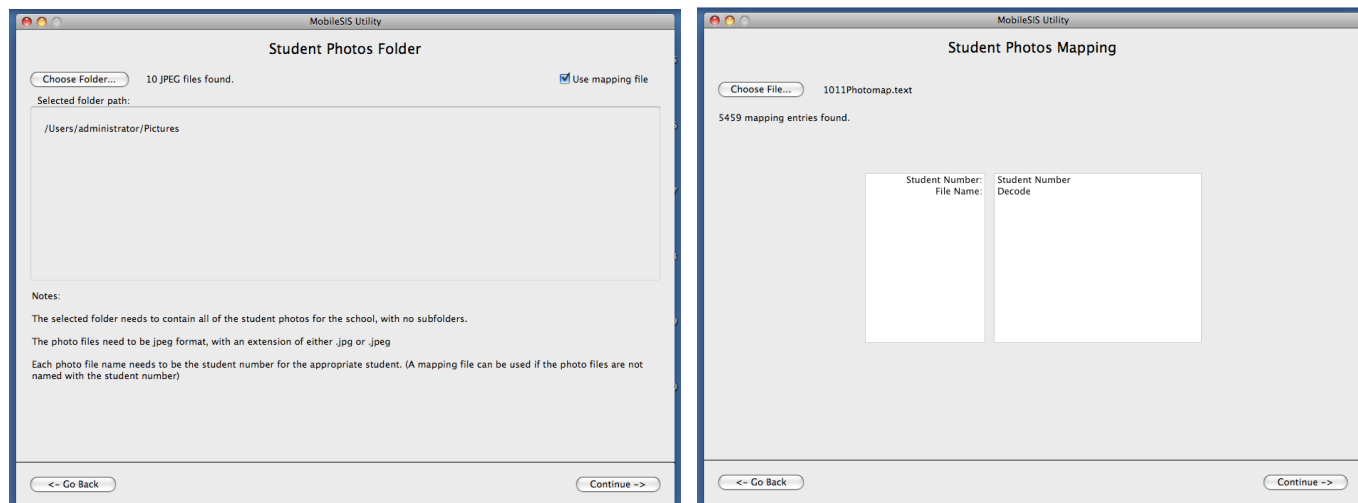 MobileSIS Utility
Student Photos Folder
Choose Folder...
10 JPEG files found.
Use mapping file
Selected folder path:
/Users/administrator/Pictures
Notes:
The selected folder needs to contain all of the student photos for the school, with no subfolders.
The photo files need to be jpeg format, with an extension of either .jpg or .jpeg
Each photo file name needs to be the student number for the appropriate student. (A mapping file can be used if the photo files are not
named with the student number)
<- Go Back
Continue ->
MobileSIS Utility
Student Photos Mapping
Choose File...
1011Photomap.text
5459 mapping entries found.
Student Number: Student Number
File Name: Decode
<- Go Back
Continue ->